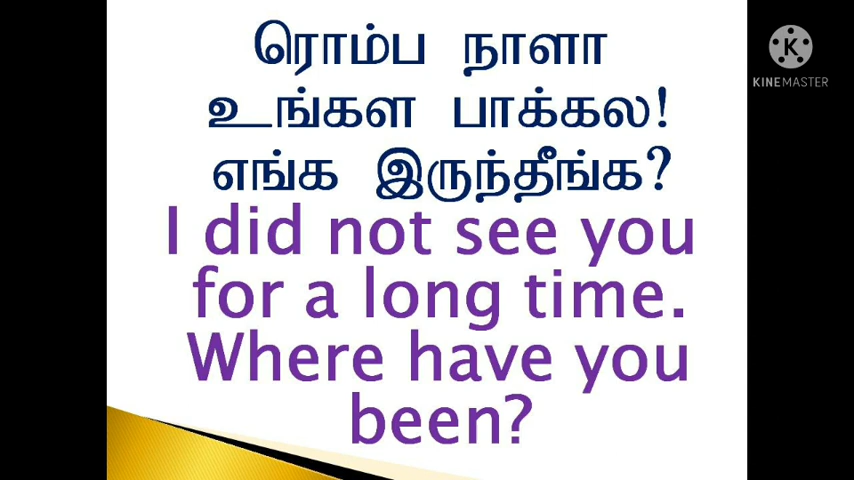 ரொம்ப நாளா
உங்கள பாக்கல!
எங்க இருந்தீங்க?
I did not see you
for a long time.
Where have you
been?
K
KINEMASTER